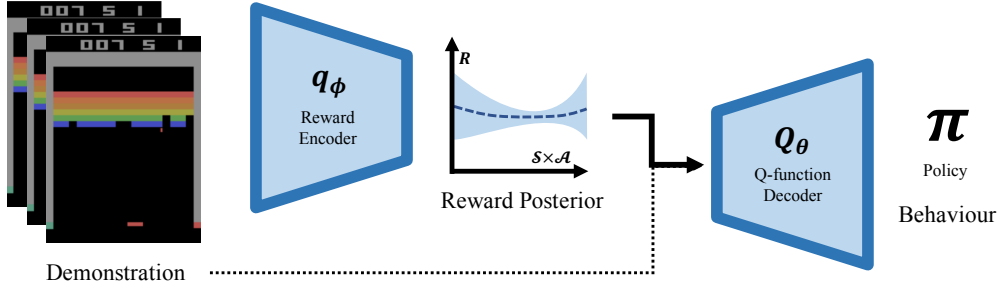 007 5 1
007 5 1
007 5 1
Demonstration
qϕ
Reward
Encoder
R
S×A
Reward Posterior
Qθ
Q-function
Decoder
π
Policy
Behaviour